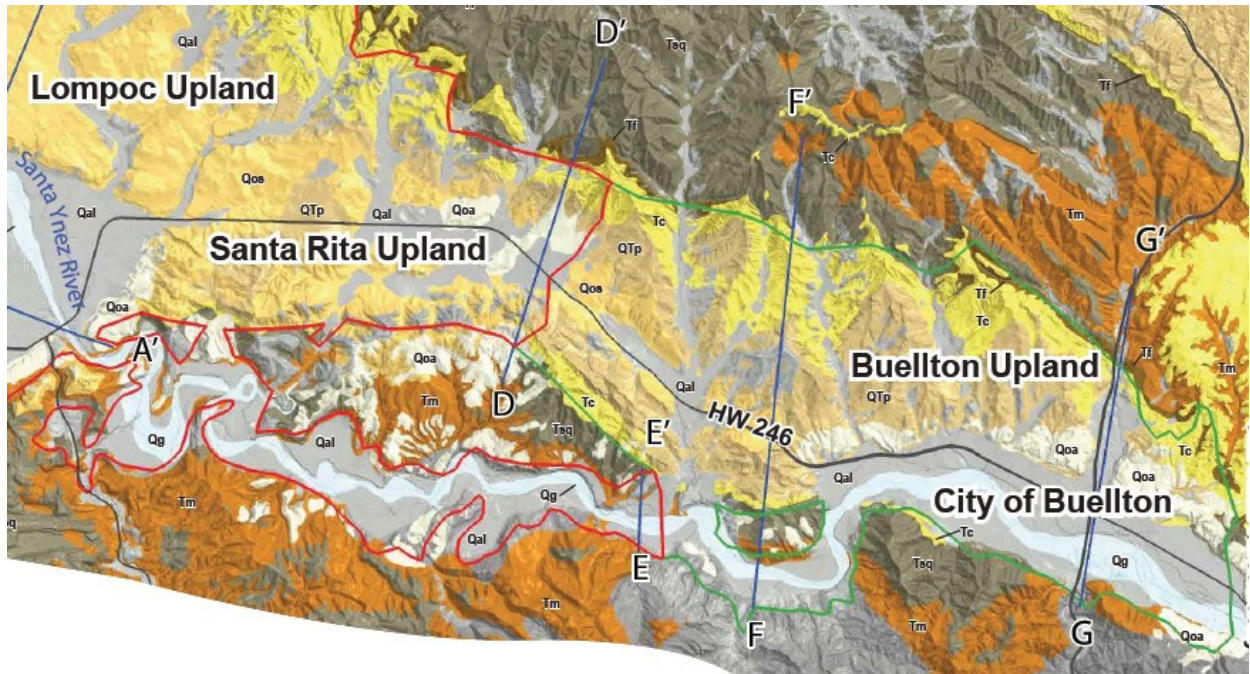 D'
Tsq
Qal
Lompoc Upland
F'
Tf
Tf
Tf
Tc
Santa Ynez River
Qos
Qal
QTp
Qal
Qoa
Tc
Tm
QTp
G'
Santa Rita Upland
Qos
Tf
Tc
Qoa
A'
Qoa
Qal
Buellton Upland
Tf
Tm
QTp
Tm
D
Tc
HW 246
Tsq
E'
Qoa
Tc
Qal
Qoa
Qal
Qg
Qg
City of Buellton
Tm
Qal
Tc
E
Tsq
Qg
Tm
F
Tm
G
Qoa